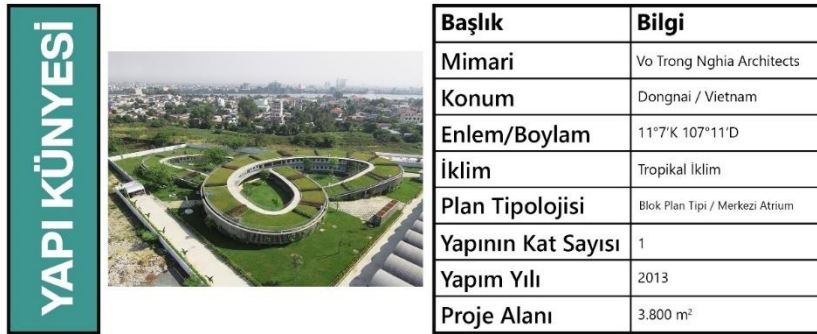 YAPI KÜNYESİ
Başlık Bilgi
Mimari Vo Trong Nghia Architects
Konum Dongnai / Vietnam
Enlem/Boylam 11°7'K 107°11'D
İklim Tropikal İklim
Plan Tipolojisi Blok Plan Tipi / Merkezi Atrium
Yapının Kat Sayısı 1
Yapım Yılı 2013
Proje Alanı 3.800 m²